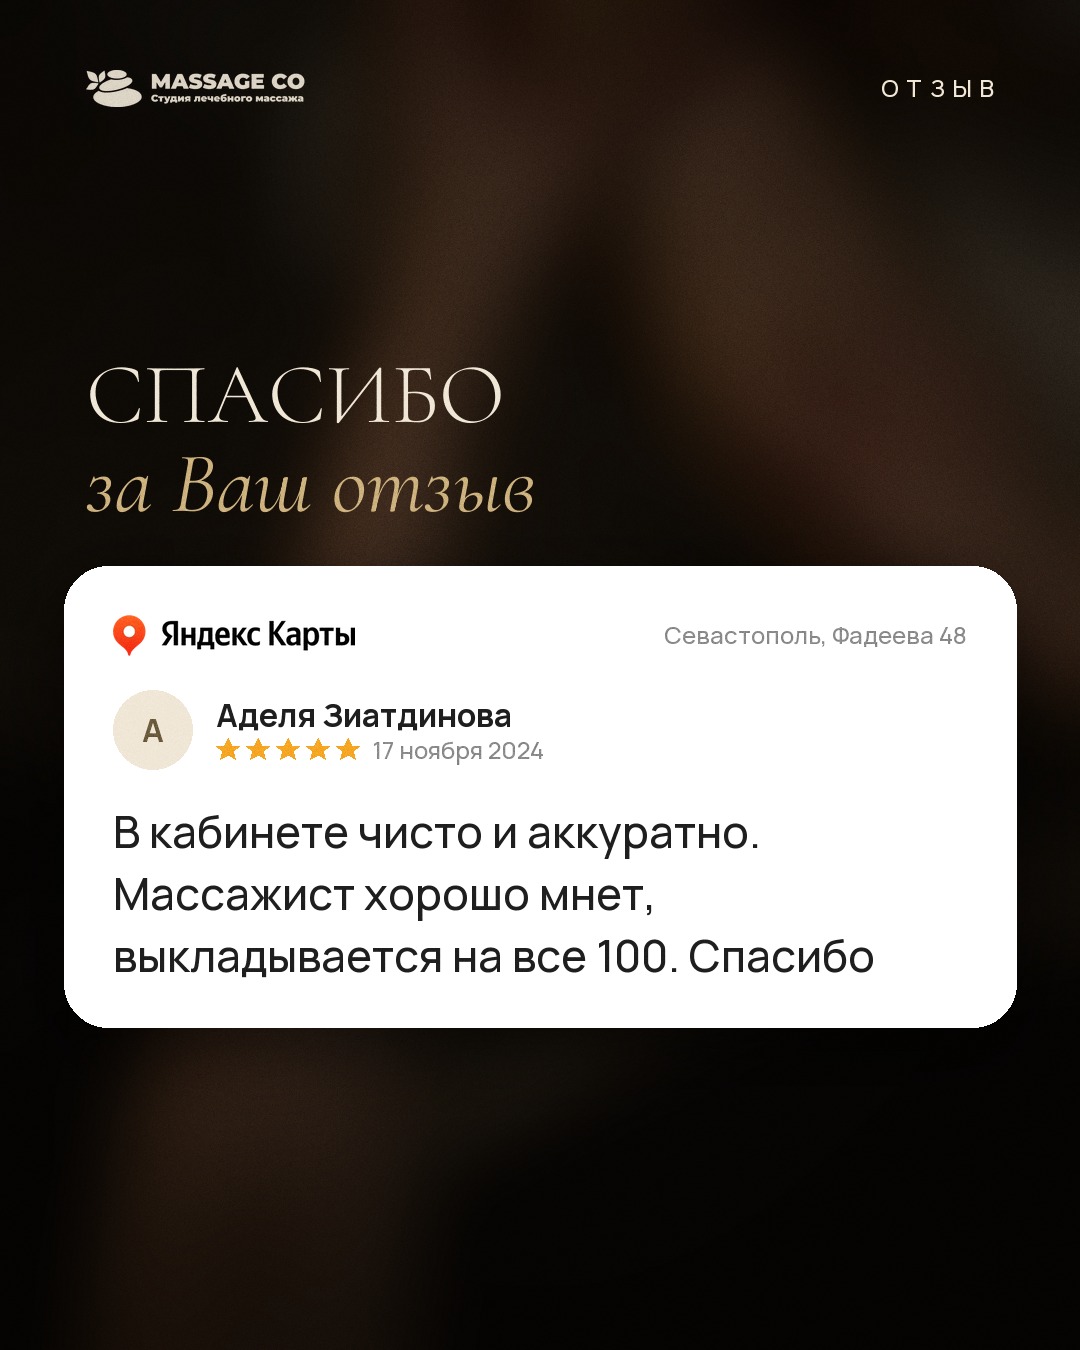 MASSAGE CO
Студия лечебного массажа
ОТЗЫВ
СПАСИБО
за Ваш отзыв
Яндекс Карты
Севастополь, Фадеева 48
А
Аделя Зиатдинова
17 ноября 2024
В кабинете чисто и аккуратно.
Массажист хорошо мнет,
выкладывается на все 100. Спасибо